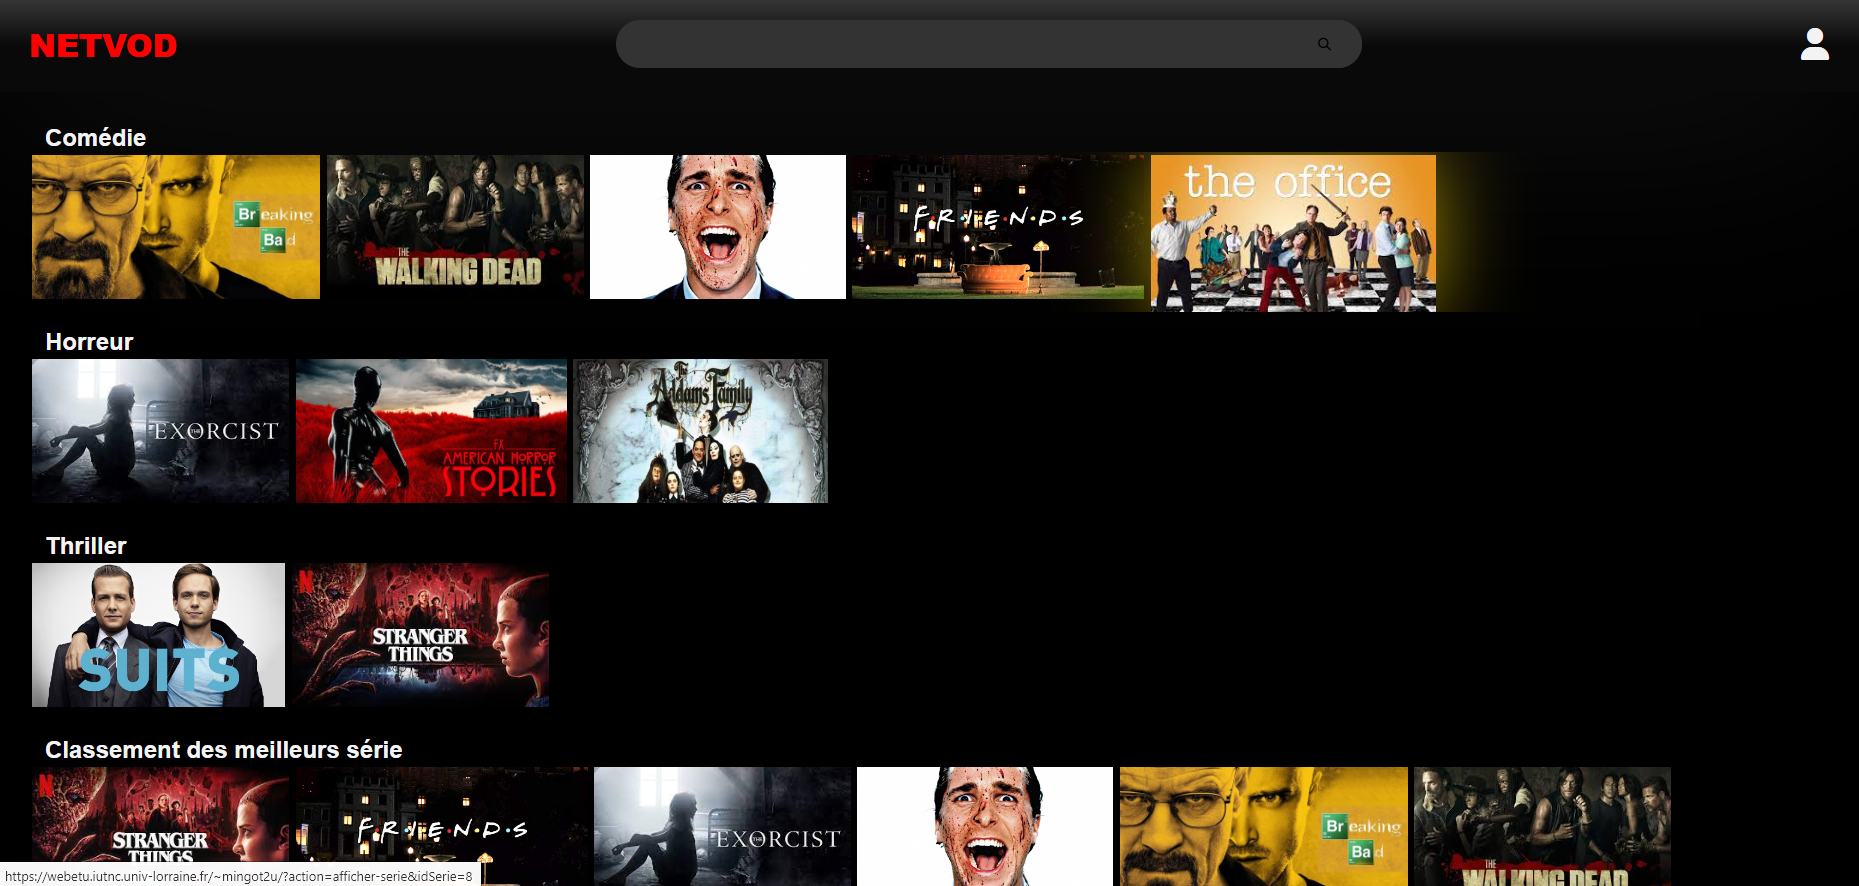 NETVOD
Comédie
Breaking
Bad
THE
WALKING DEAD
F·R·I·E·N·D·S
the office
Horreur
THE EXORCIST
FX
AMERICAN HORROR
STORIES
The
Addams Family
Thriller
SUITS
N
STRANGER
THINGS
Classement des meilleurs série
N
STRANGER
THINGS
F·R·I·E·N·D·S
THE EXORCIST
Breaking
Bad
THE
WALKING DEAD
https://webetu.iutnc.univ-lorraine.fr/~mingot2u/?action=afficher-serie&idSerie=8